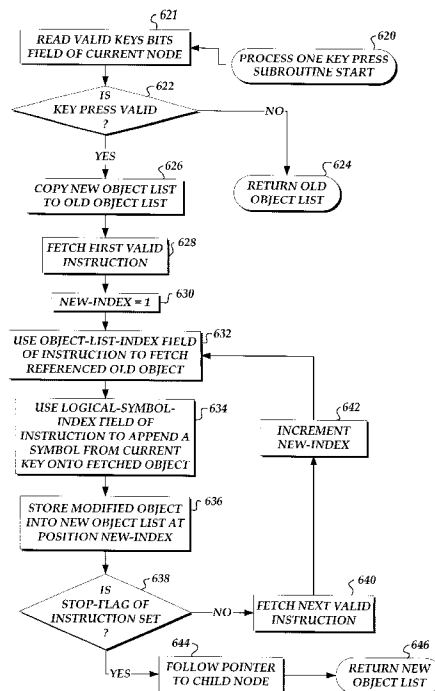 621
READ VALID KEYS BITS
FIELD OF CURRENT NODE
620
PROCESS ONE KEY PRESS
SUBROUTINE START
622
IS
KEY PRESS VALID
?
NO
YES
624
RETURN OLD
OBJECT LIST
626
COPY NEW OBJECT LIST
TO OLD OBJECT LIST
628
FETCH FIRST VALID
INSTRUCTION
NEW-INDEX = 1
630
632
USE OBJECT-LIST-INDEX FIELD
OF INSTRUCTION TO FETCH
REFERENCED OLD OBJECT
634
USE LOGICAL-SYMBOL-
INDEX FIELD OF
INSTRUCTION TO APPEND A
SYMBOL FROM CURRENT
KEY ONTO FETCHED OBJECT
642
INCREMENT
NEW-INDEX
636
STORE MODIFIED OBJECT
INTO NEW OBJECT LIST AT
POSITION NEW-INDEX
638
IS
STOP-FLAG OF
INSTRUCTION SET
?
NO
640
FETCH NEXT VALID
INSTRUCTION
YES
644
FOLLOW POINTER
TO CHILD NODE
646
RETURN NEW
OBJECT LIST